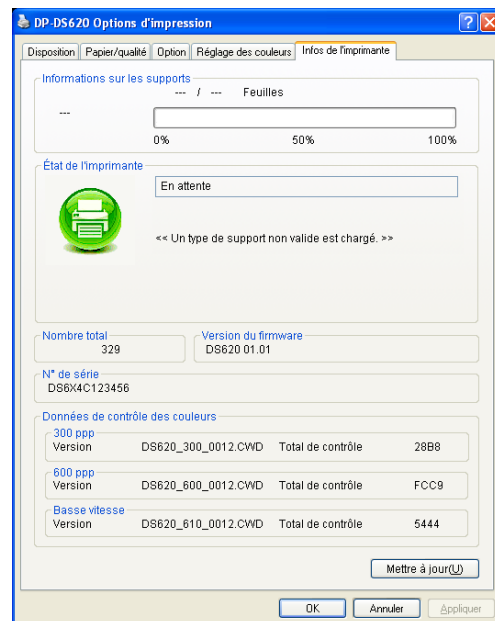 DP-DS620 Options d'impression
Disposition Papier/qualité Option Réglage des couleurs Infos de l'imprimante
Informations sur les supports
--- / --- Feuilles
---
0% 50% 100%
État de l'imprimante
En attente
<< Un type de support non valide est chargé. >>
Nombre total Version du firmware
329 DS620 01.01
N° de série
DS6X4C123456
Données de contrôle des couleurs
300 ppp
Version DS620_300_0012.CWD Total de contrôle 28B8
600 ppp
Version DS620_600_0012.CWD Total de contrôle FCC9
Basse vitesse
Version DS620_610_0012.CWD Total de contrôle 5444
Mettre à jour(U)
OK Annuler Appliquer